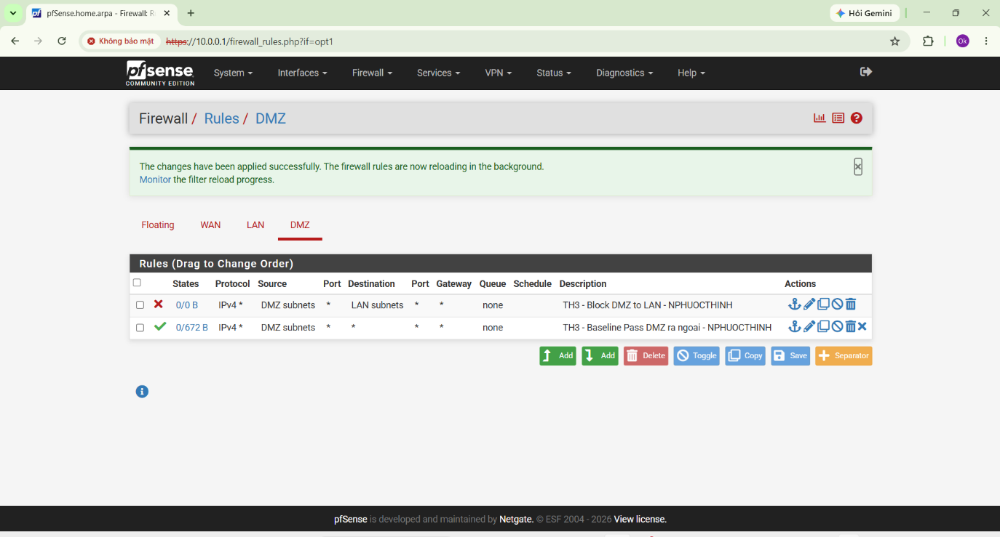 pfSense.home.arpa - Firewall: R
Hỏi Gemini
Không bảo mật https://10.0.0.1/firewall_rules.php?if=opt1
Ok
pfsense
COMMUNITY EDITION
System Interfaces Firewall Services VPN Status Diagnostics Help
Firewall / Rules / DMZ
The changes have been applied successfully. The firewall rules are now reloading in the background.
Monitor the filter reload progress.
Floating WAN LAN DMZ
Rules (Drag to Change Order)
States Protocol Source Port Destination Port Gateway Queue Schedule Description Actions
0/0 B IPv4 * DMZ subnets * LAN subnets * * none TH3 - Block DMZ to LAN - NPHUOCTHINH
0/672 B IPv4 * DMZ subnets * * * * none TH3 - Baseline Pass DMZ ra ngoai - NPHUOCTHINH
Add Add Delete Toggle Copy Save Separator
pfSense is developed and maintained by Netgate. © ESF 2004 - 2026 View license.